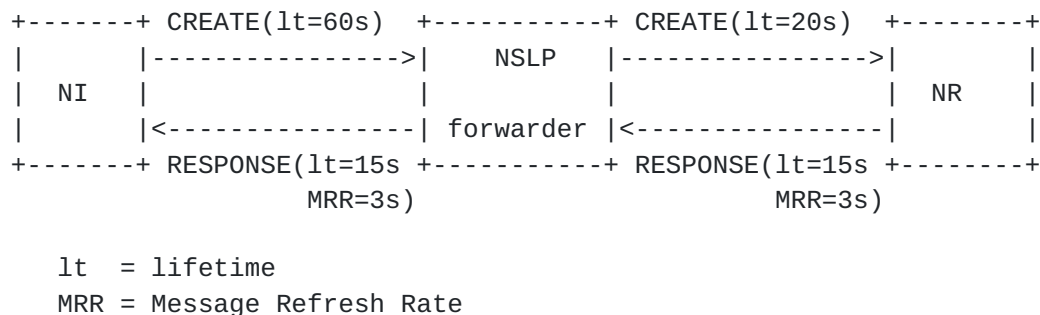 +-------+ CREATE(lt=60s)  +-----------+ CREATE(lt=20s)  +--------+
|       |---------------->|    NSLP   |---------------->|        |
|  NI   |                 |           |                 |  NR    |
|       |<----------------| forwarder |<----------------|        |
+-------+ RESPONSE(lt=15s +-----------+ RESPONSE(lt=15s +--------+
                MRR=3s)                        MRR=3s)
lt  = lifetime
MRR = Message Refresh Rate